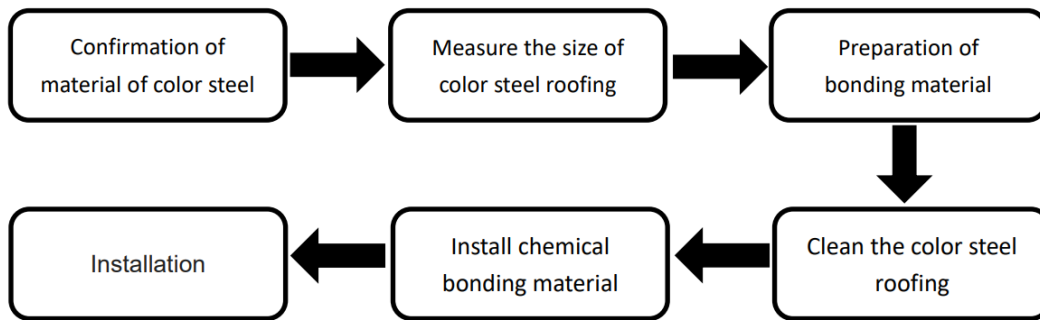 Confirmation of
material of color steel
Measure the size of
color steel roofing
Preparation of
bonding material
Clean the color steel
roofing
Install chemical
bonding material
Installation